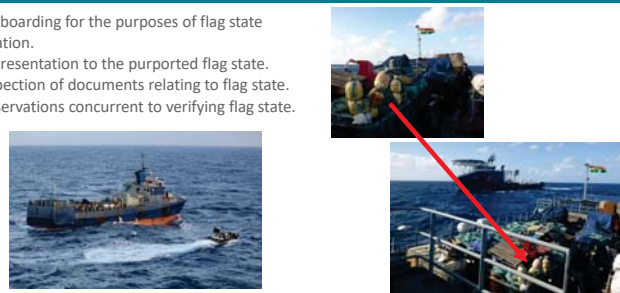 boarding for the purposes of flag state
ation.
resentation to the purported flag state.
pection of documents relating to flag state.
servations concurrent to verifying flag state.